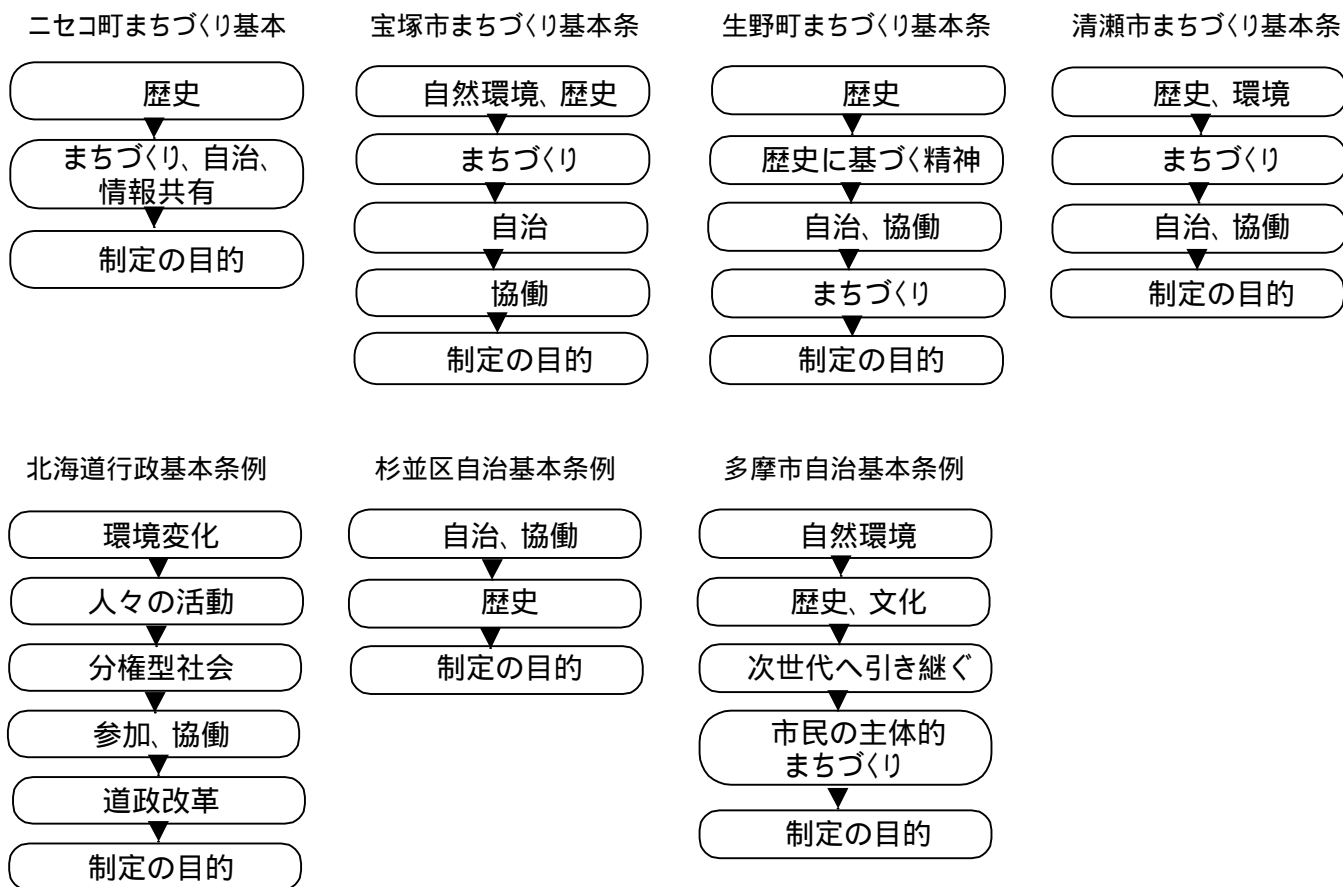 ニセコ町まちづくり基本
歴史
まちづくり、自治、
情報共有
制定の目的
宝塚市まちづくり基本条
自然環境、歴史
まちづくり
自治
協働
制定の目的
生野町まちづくり基本条
歴史
歴史に基づく精神
自治、協働
まちづくり
制定の目的
清瀬市まちづくり基本条
歴史、環境
まちづくり
自治、協働
制定の目的
北海道行政基本条例
環境変化
人々の活動
分権型社会
参加、協働
道政改革
制定の目的
杉並区自治基本条例
自治、協働
歴史
制定の目的
多摩市自治基本条例
自然環境
歴史、文化
次世代へ引き継ぐ
市民の主体的
まちづくり
制定の目的